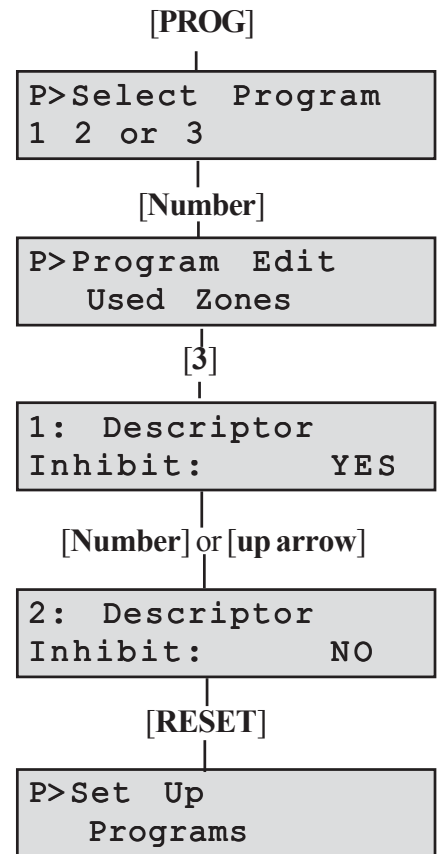 [PROG]
P>Select Program
1 2 or 3
[Number]
P>Program Edit
Used Zones
[3]
1: Descriptor
Inhibit: YES
[Number] or [up arrow]
2: Descriptor
Inhibit: NO
[RESET]
P>Set Up
Programs